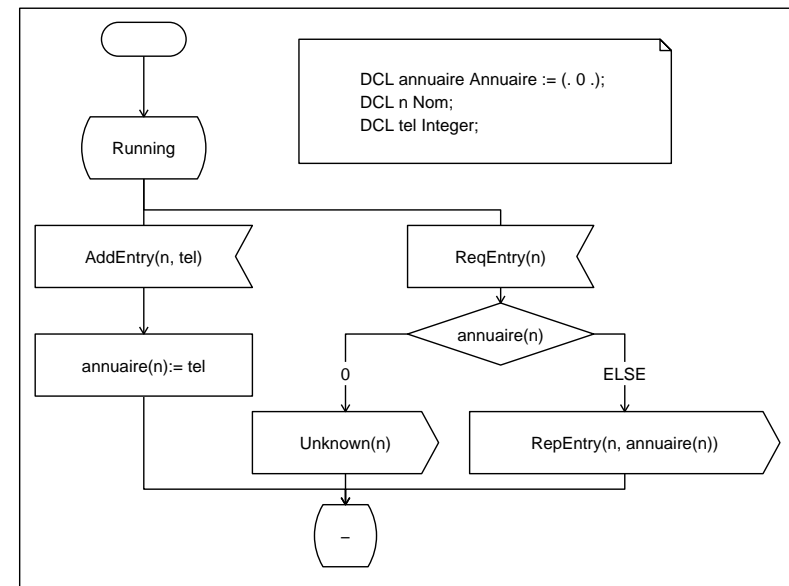 DCL annuaire Annuaire := (. 0 .);
DCL n Nom;
DCL tel Integer;
Running
AddEntry(n, tel)
ReqEntry(n)
annuaire(n)
annuaire(n):= tel
0
ELSE
Unknown(n)
RepEntry(n, annuaire(n))
–